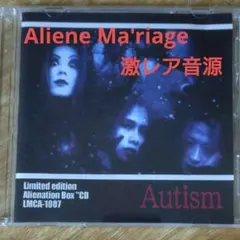 Aliene Ma'riage
激レア音源
Limited edition
Alienation Box "CD
LMCA-1007
Autism